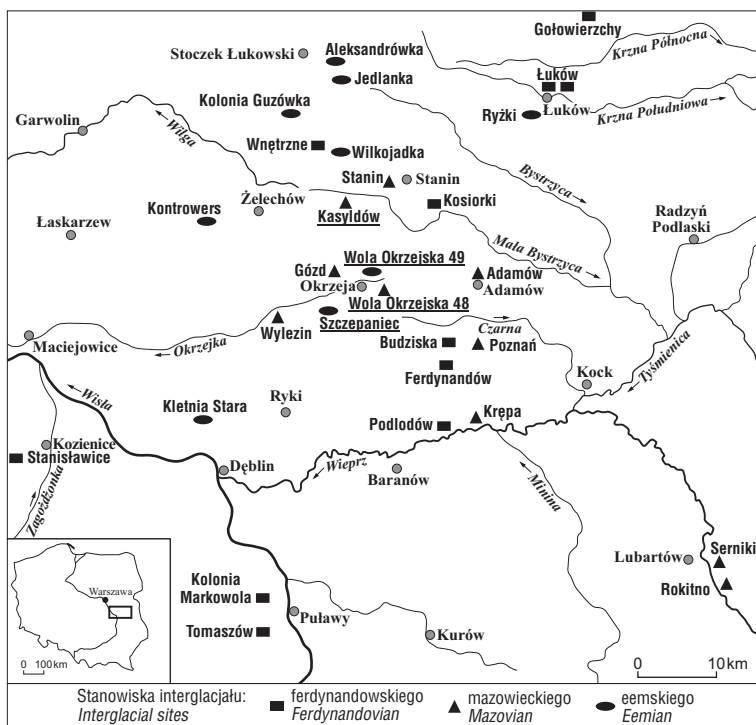 Gołowierzchy
Krzna Północna
Stoczek Łukowski
Aleksandrówka
Jedlanka
Łuków
Łuków
Krzna Południowa
Kolonia Guzówka
Ryżki
Garwolin
Wilga
Wnętrzne
Wilkojadka
Bystrzyca
Stanin
Stanin
Żelechów
Kasyldów
Kosiorki
Kontrowers
Łaskarzew
Radzyń
Podlaski
Mała Bystrzyca
Wola Okrzejska 49
Gózd
Adamów
Okrzeja
Adamów
Wola Okrzejska 48
Wylezin
Szczepaniec
Czarna
Maciejowice
Okrzejka
Budziska
Poznań
Tyśmienica
Ferdynandów
Kock
Wisła
Kletnia Stara
Ryki
Podlodów
Krępa
Kozienice
Stanisławice
Dęblin
Wieprz
Baranów
Zagożdżonka
Minina
Lubartów
Serniki
Rokitno
Warszawa
Kolonia
Markowola
Puławy
Tomaszów
Kurów
0 100km
0 10km
Stanowiska interglacjału:
Interglacial sites
ferdynandowskiego
Ferdynandovian
mazowieckiego
Mazovian
eemskiego
Eemian